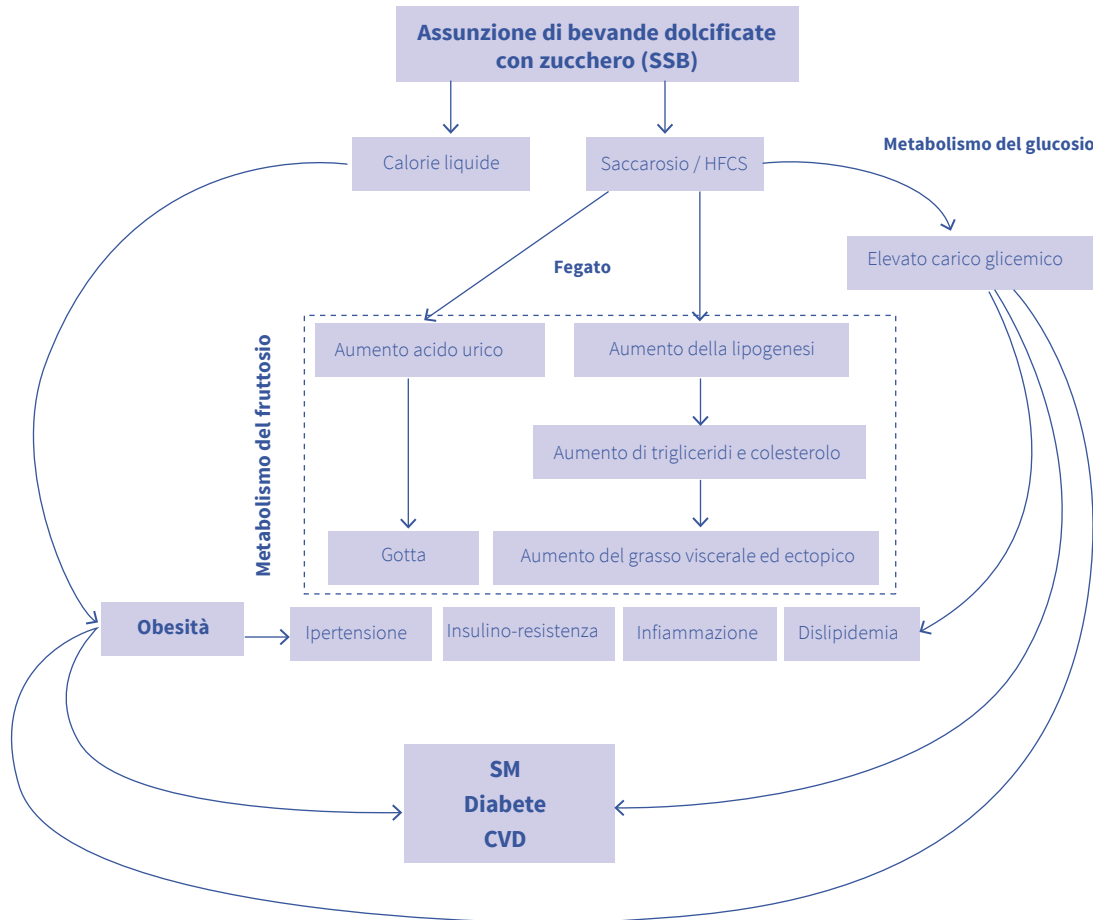 Assunzione di bevande dolcificate
con zucchero (SSB)
Calorie liquide
Saccarosio / HFCS
Metabolismo del glucosio
Elevato carico glicemico
Fegato
Metabolismo del fruttosio
Aumento acido urico
Aumento della lipogenesi
Aumento di trigliceridi e colesterolo
Gotta
Aumento del grasso viscerale ed ectopico
Obesità
Ipertensione
Insulino-resistenza
Infiammazione
Dislipidemia
SM
Diabete
CVD